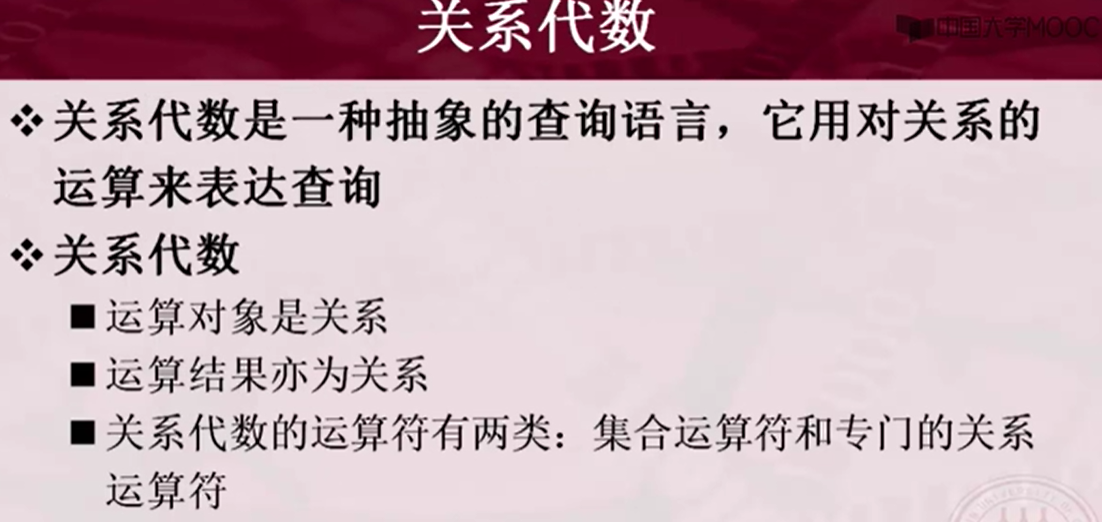 关系代数
中国大学MOOC
❖关系代数是一种抽象的查询语言，它用对关系的
运算来表达查询
❖关系代数
■运算对象是关系
■运算结果亦为关系
■关系代数的运算符有两类：集合运算符和专门的关系
运算符